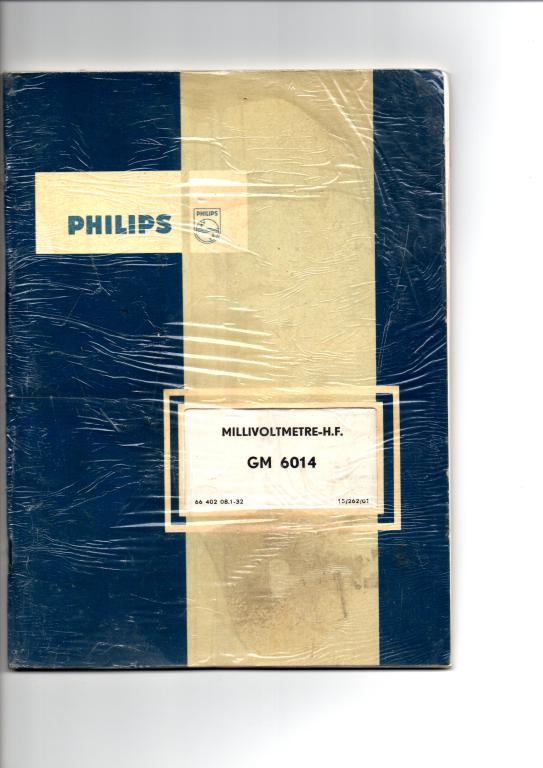 PHILIPS
PHILIPS
MILLIVOLTMETRE-H.F.
GM 6014
66 402 08.1-32 15/262/01